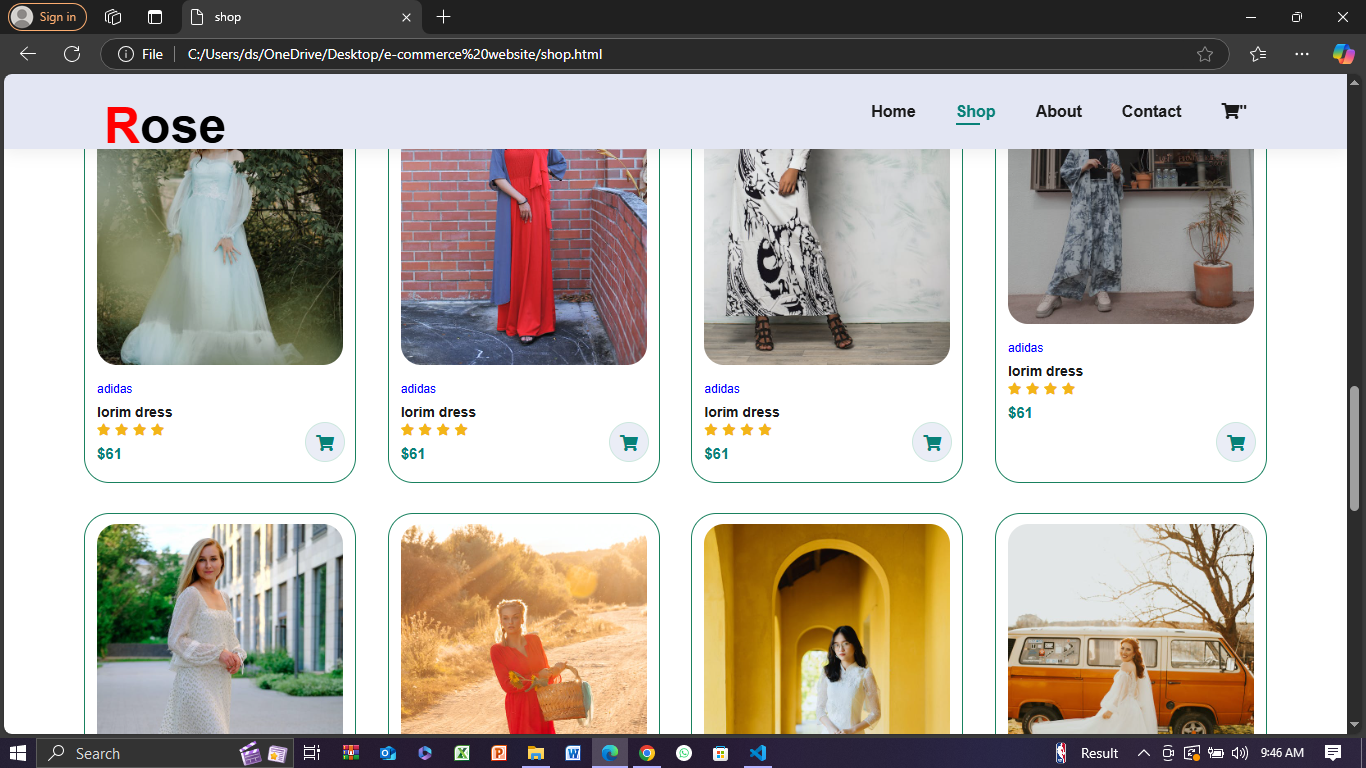 Sign in
shop
File
C:/Users/ds/OneDrive/Desktop/e-commerce%20website/shop.html
Rose
Home Shop About Contact "
adidas
lorim dress
$61
adidas
lorim dress
$61
adidas
lorim dress
$61
adidas
lorim dress
$61
Search
Result
9:46 AM